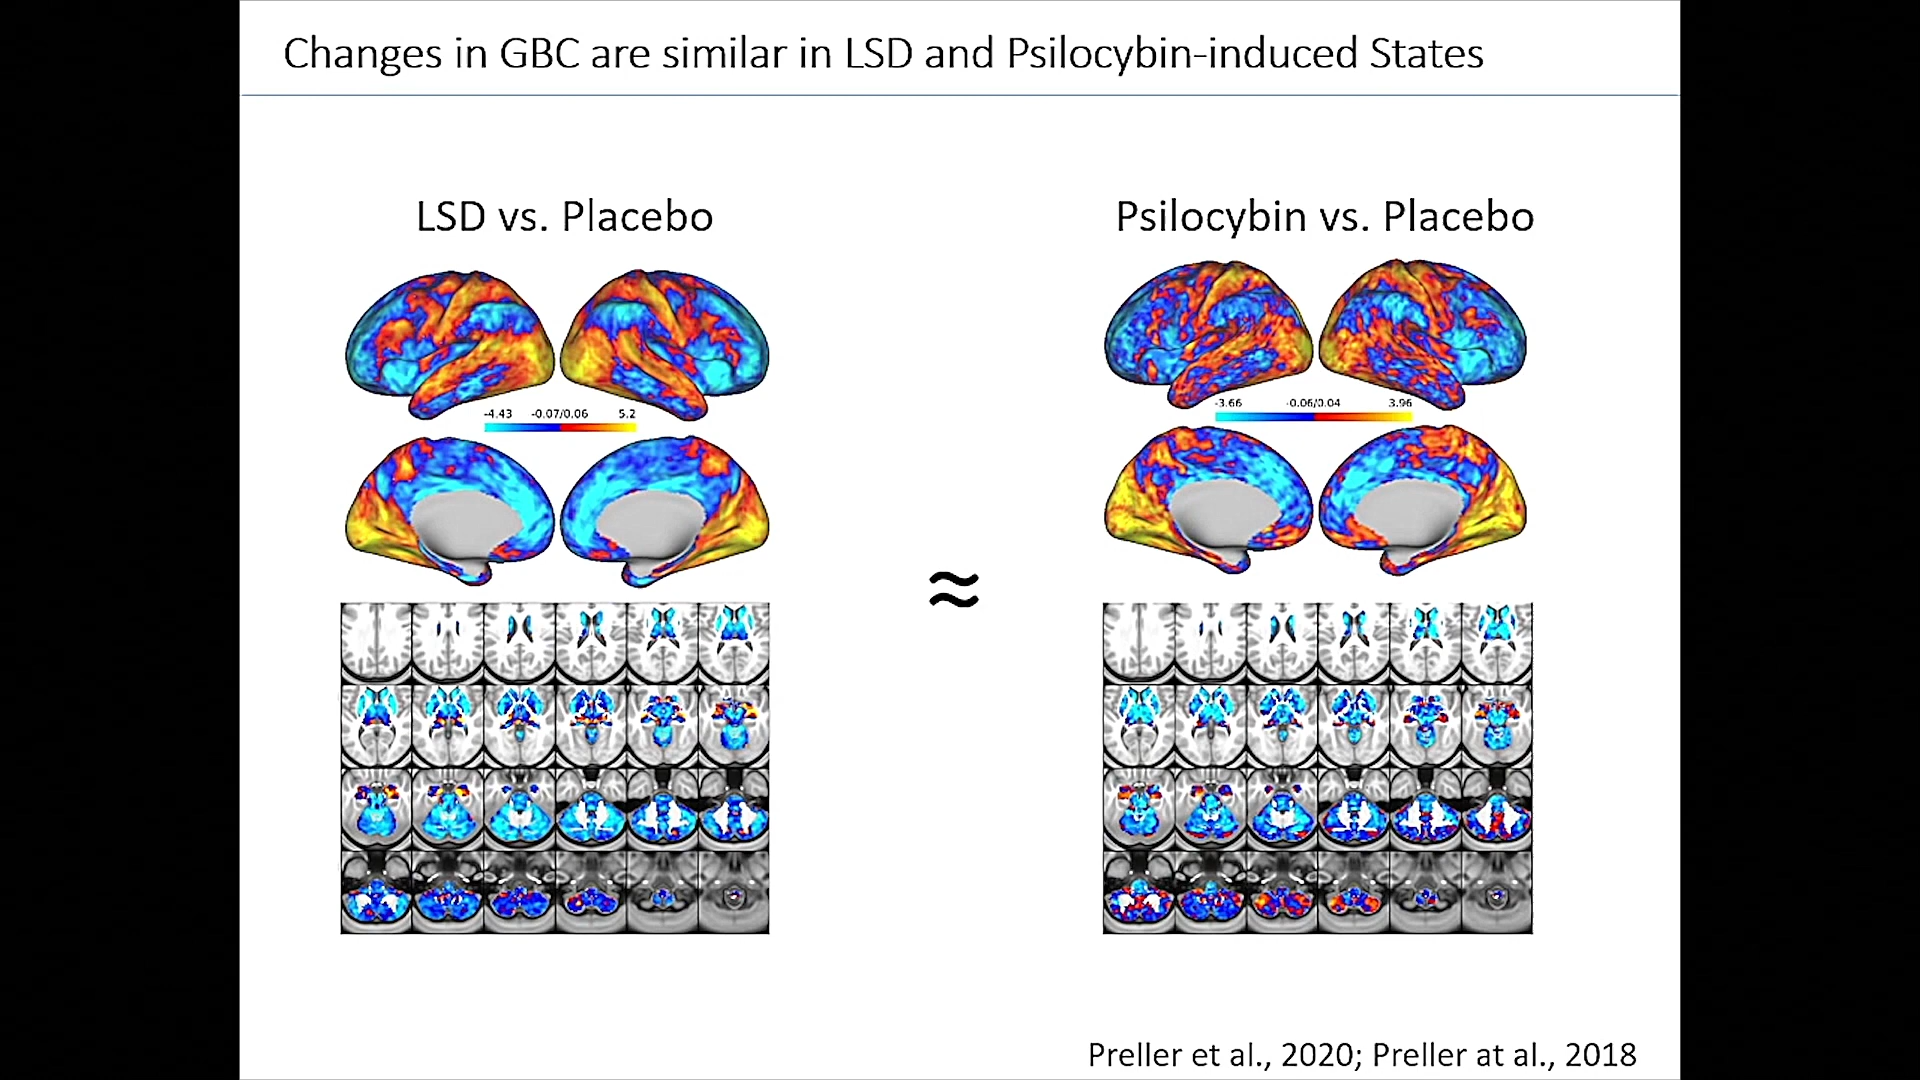 Changes in GBC are similar in LSD and Psilocybin-induced States
LSD vs. Placebo
Psilocybin vs. Placebo
-4.43 -0.07/0.06 5.2
-3.66 -0.06/0.04 3.96
≈
Preller et al., 2020; Preller at al., 2018